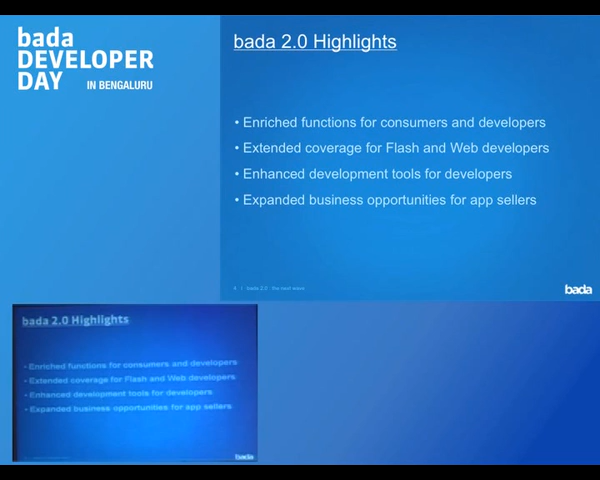 bada
DEVELOPER
DAY IN BENGALURU
bada 2.0 Highlights
• Enriched functions for consumers and developers
• Extended coverage for Flash and Web developers
• Enhanced development tools for developers
• Expanded business opportunities for app sellers
4 | bada 2.0 the next wave
bada
bada 2.0 Highlights
• Enriched functions for consumers and developers
• Extended coverage for Flash and Web developers
• Enhanced development tools for developers
• Expanded business opportunities for app sellers
bada